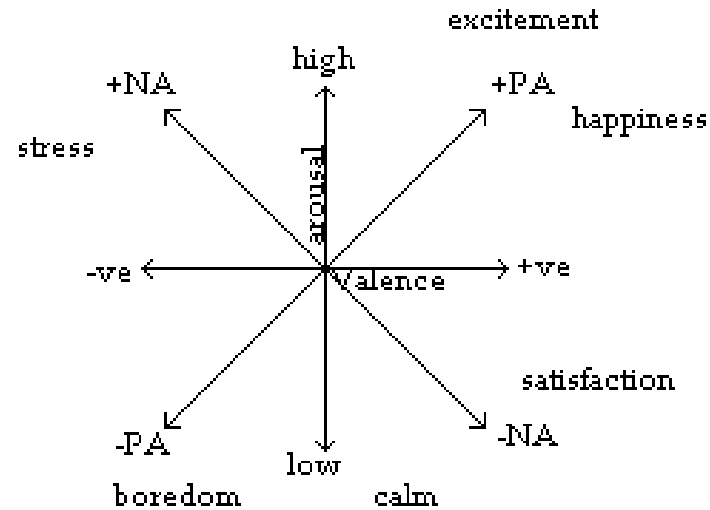 excitement
high
+NA
+PA
happiness
stress
arousal
-ve
+ve
Valence
satisfaction
-PA
-NA
low
boredom
calm